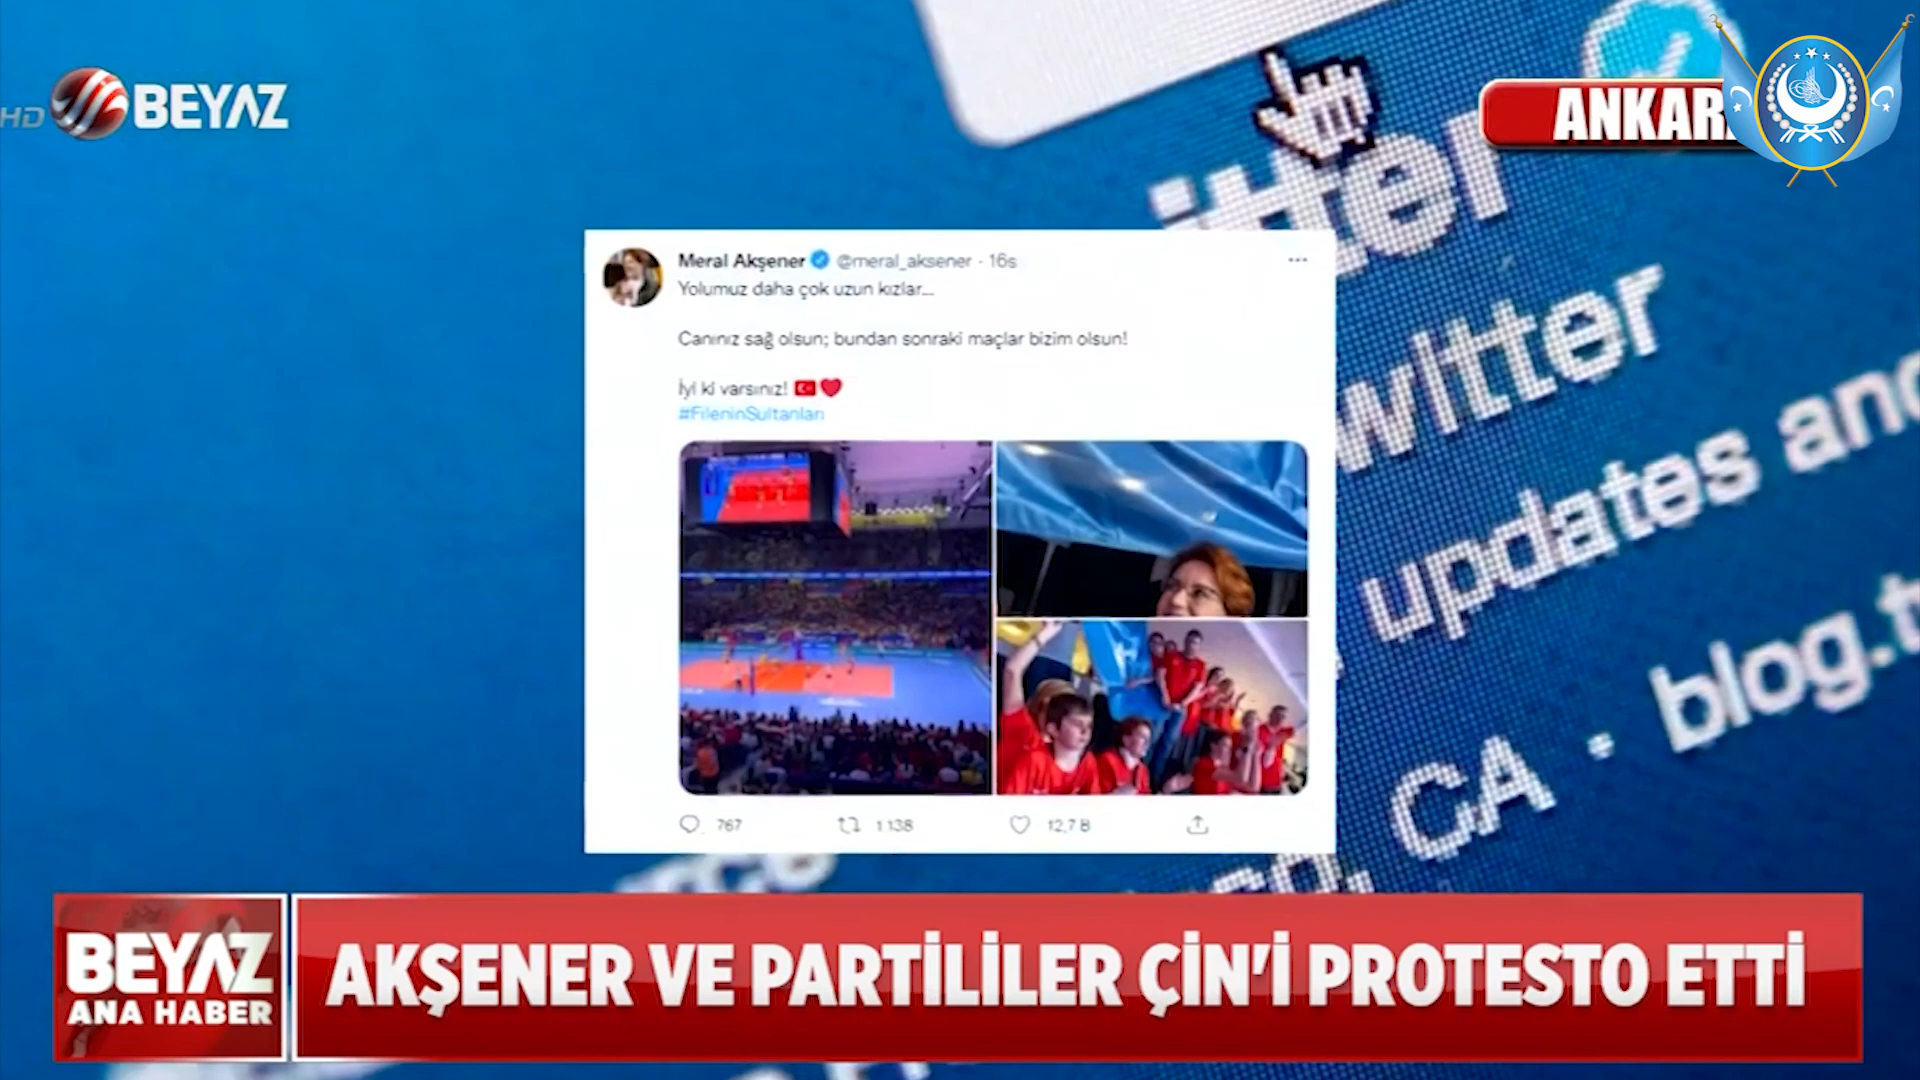 HD BEYAZ
itter
witter
updates and
blog.t
CA ·
Meral Akşener @meral_aksener · 16s
Yolumuz daha çok uzun kızlar...
Canınız sağ olsun; bundan sonraki maçlar bizim olsun!
İyi ki varsınız!
#FileninSultanları
767 1.138 12,7 B
BEYAZ
ANA HABER
AKŞENER VE PARTİLİLER ÇİN'İ PROTESTO ETTİ